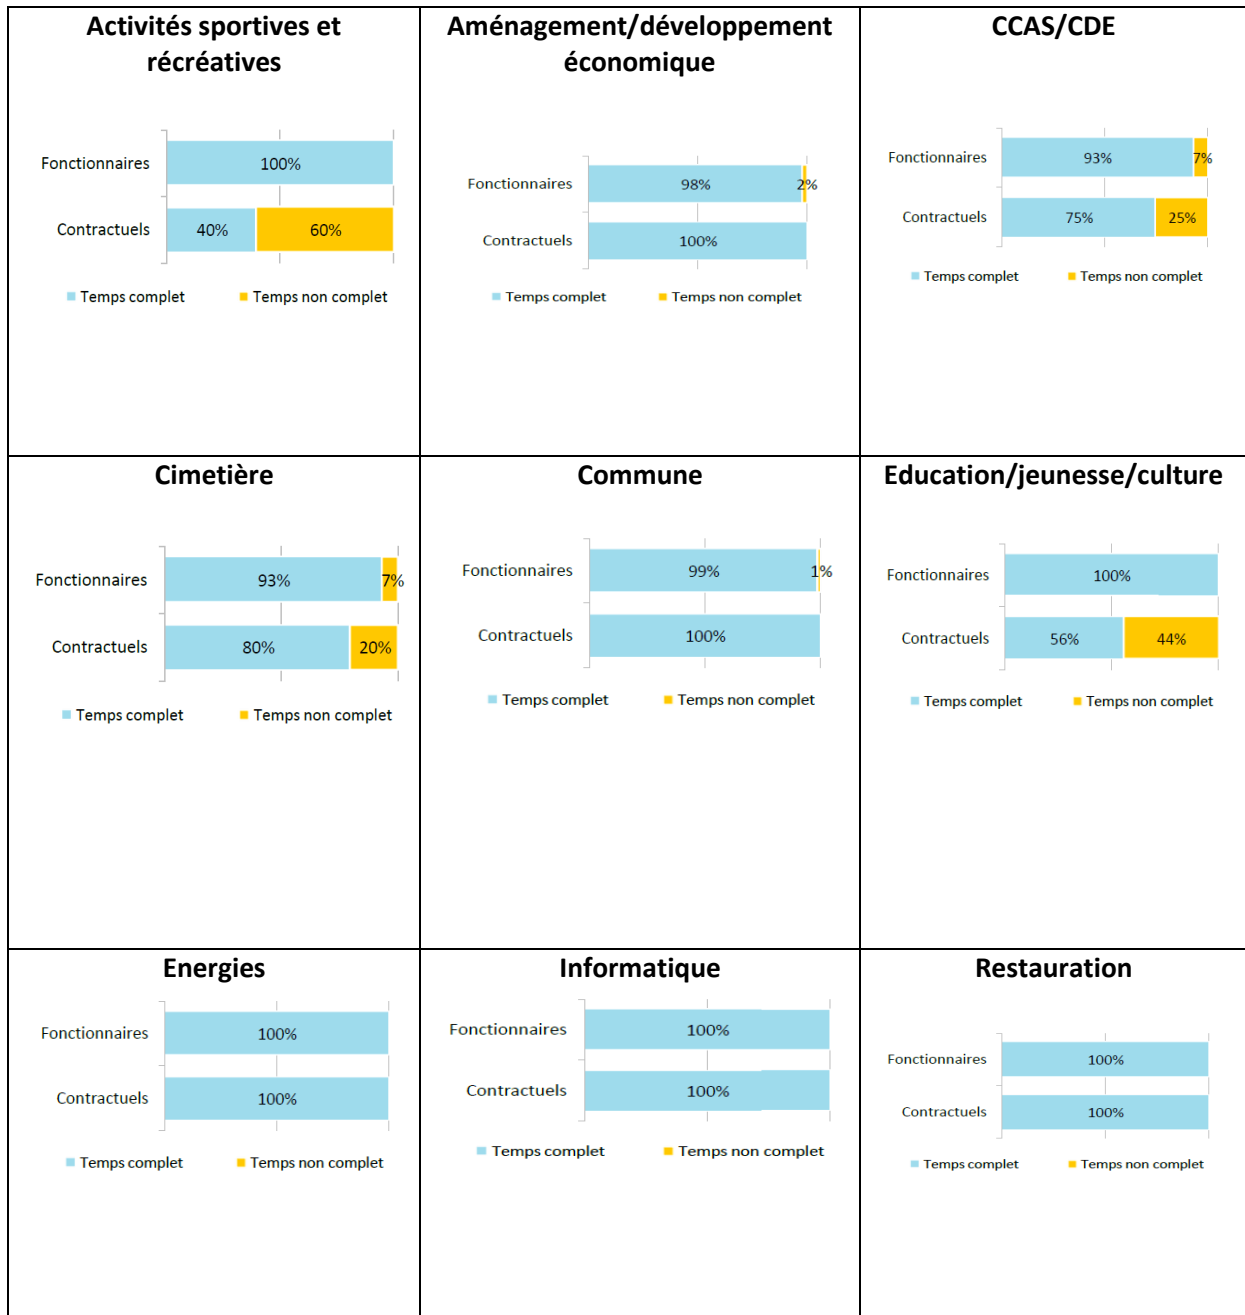 Activités sportives et
récréatives
Fonctionnaires
100%
Contractuels
40%
60%
Temps complet
Temps non complet
Aménagement/développement
économique
Fonctionnaires
98%
2%
Contractuels
100%
Temps complet
Temps non complet
CCAS/CDE
Fonctionnaires
93%
7%
Contractuels
75%
25%
Temps complet
Temps non complet
Cimetière
Fonctionnaires
93%
7%
Contractuels
80%
20%
Temps complet
Temps non complet
Commune
Fonctionnaires
99%
1%
Contractuels
100%
Temps complet
Temps non complet
Education/jeunesse/culture
Fonctionnaires
100%
Contractuels
56%
44%
Temps complet
Temps non complet
Energies
Fonctionnaires
100%
Contractuels
100%
Temps complet
Temps non complet
Informatique
Fonctionnaires
100%
Contractuels
100%
Temps complet
Temps non complet
Restauration
Fonctionnaires
100%
Contractuels
100%
Temps complet
Temps non complet